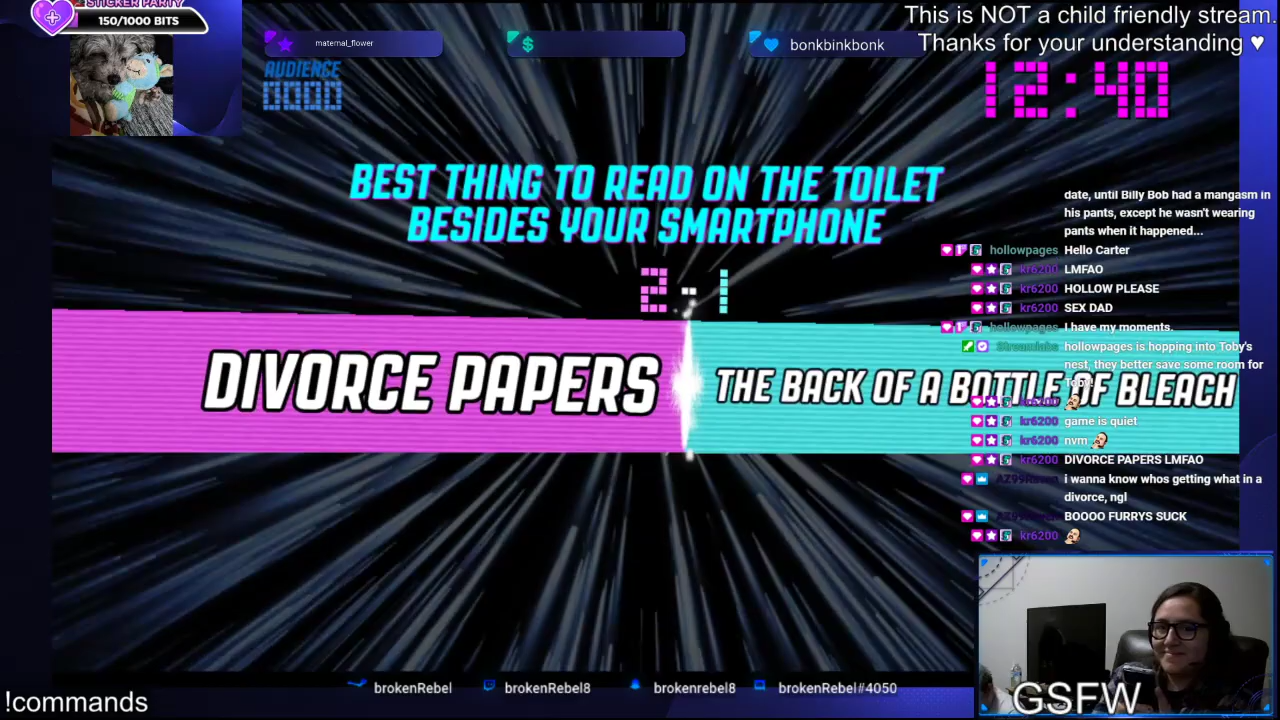 STICKER PARTY
150/1000 BITS
maternal_flower
bonkbinkbonk
This is NOT a child friendly stream.
Thanks for your understanding ♥
AUDIENCE
0000
12:40
BEST THING TO READ ON THE TOILET
BESIDES YOUR SMARTPHONE
2 - 1
DIVORCE PAPERS
THE BACK OF A BOTTLE OF BLEACH
date, until Billy Bob had a mangasm in
his pants, except he wasn't wearing
pants when it happened...
hollowpages Hello Carter
kr6200 LMFAO
kr6200 HOLLOW PLEASE
kr6200 SEX DAD
hollowpages I have my moments.
Streamlabs hollowpages is hopping into Toby's
nest, they better save some room for
Toby!
kr6200
kr6200 game is quiet
kr6200 nvm
kr6200 DIVORCE PAPERS LMFAO
i wanna know whos getting what in a
divorce, ngl
BOOOO FURRYS SUCK
kr6200
GSFW
brokenRebel
brokenRebel8
brokenrebel8
brokenRebel#4050
!commands